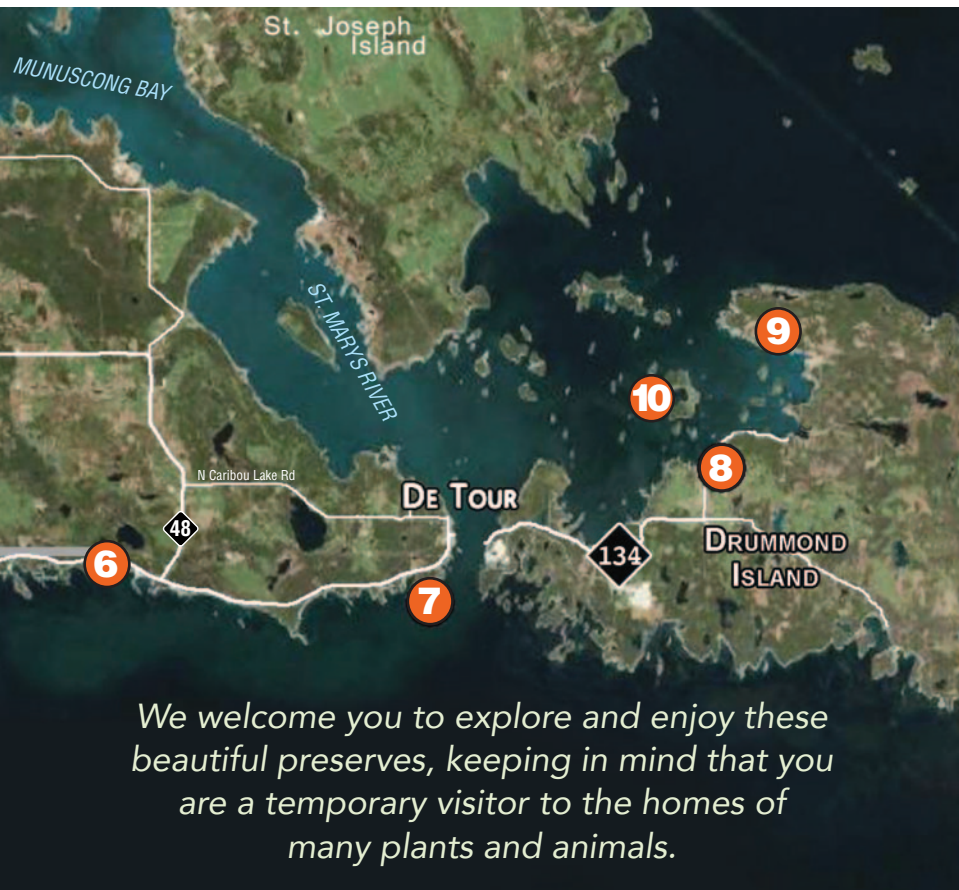 St. Joseph
Island
MUNUSCONG BAY
ST. MARYS RIVER
9
10
8
N Caribou Lake Rd
DE TOUR
48
134
DRUMMOND
ISLAND
6
7
We welcome you to explore and enjoy these
beautiful preserves, keeping in mind that you
are a temporary visitor to the homes of
many plants and animals.